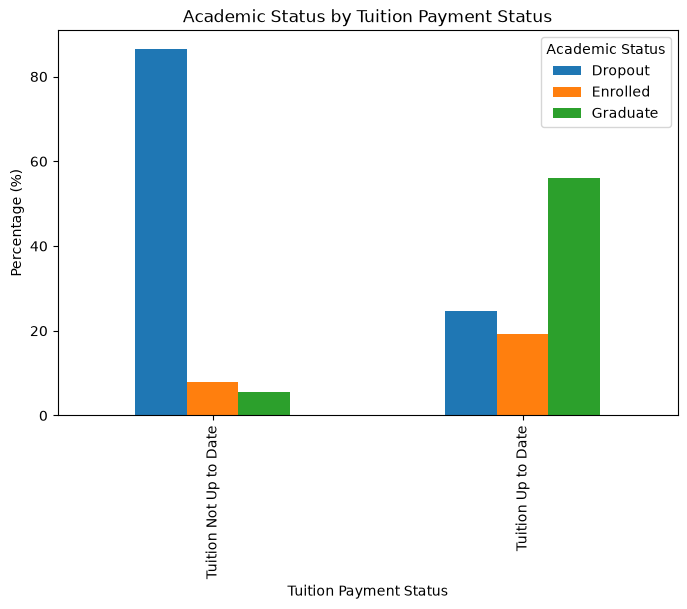 Academic Status by Tuition Payment Status
Academic Status
Dropout
Enrolled
Graduate
Percentage (%)
80
60
40
20
0
Tuition Not Up to Date
Tuition Up to Date
Tuition Payment Status